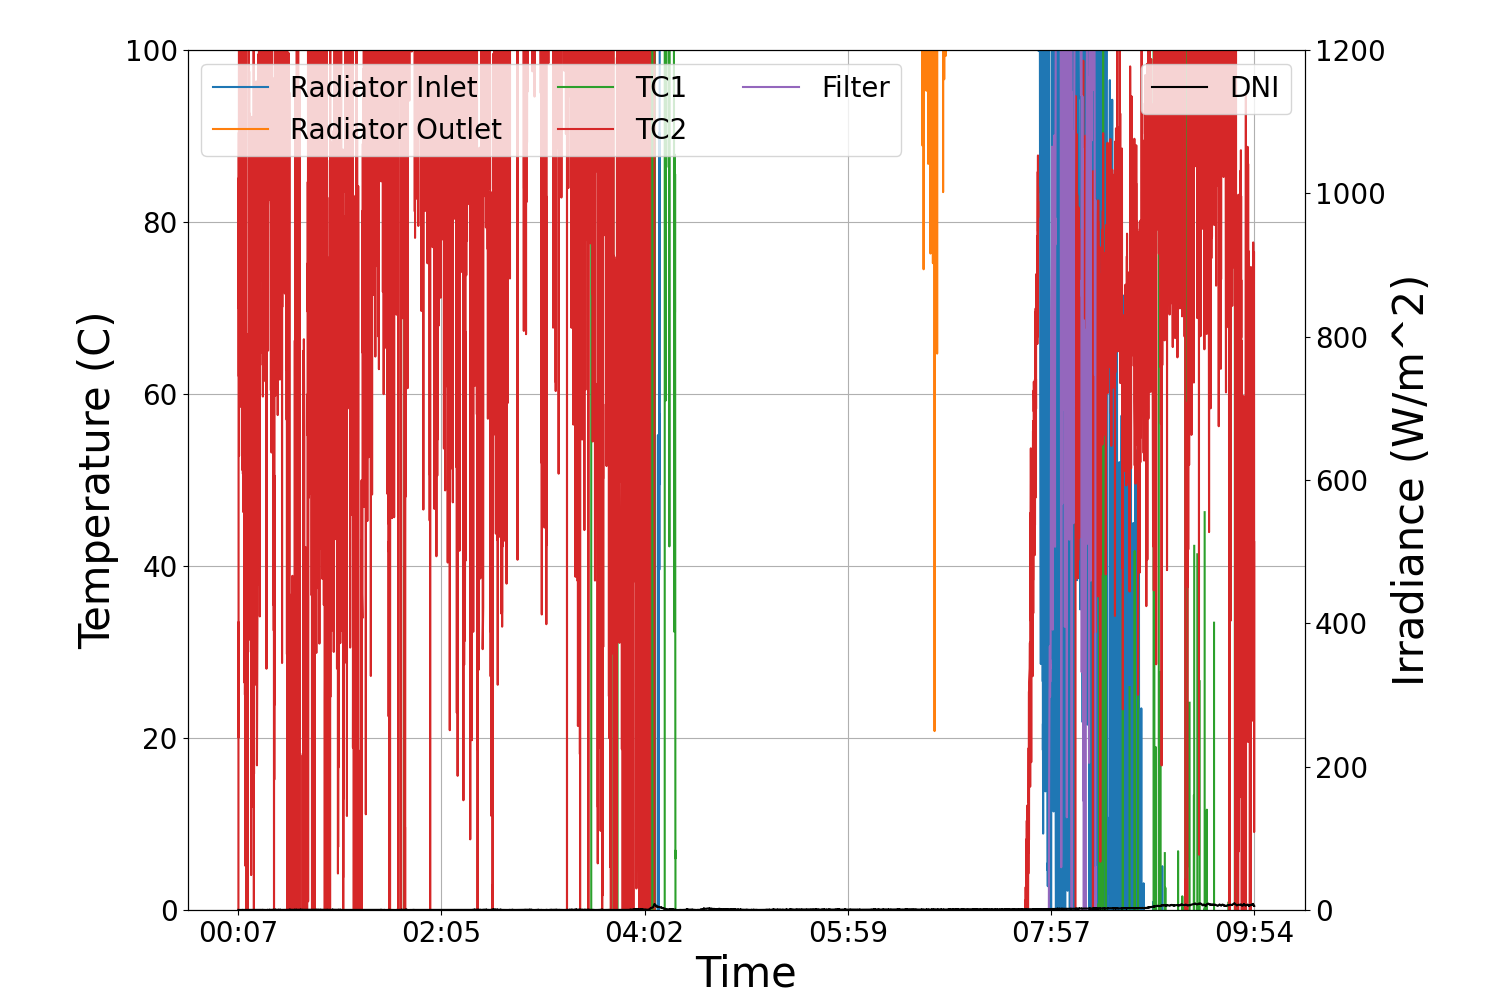 100
80
60
40
20
0
Temperature (C)
Radiator Inlet
Radiator Outlet
TC1
TC2
Filter
DNI
1200
1000
800
600
400
200
0
Irradiance (W/m^2)
00:07 02:05 04:02 05:59 07:57 09:54
Time